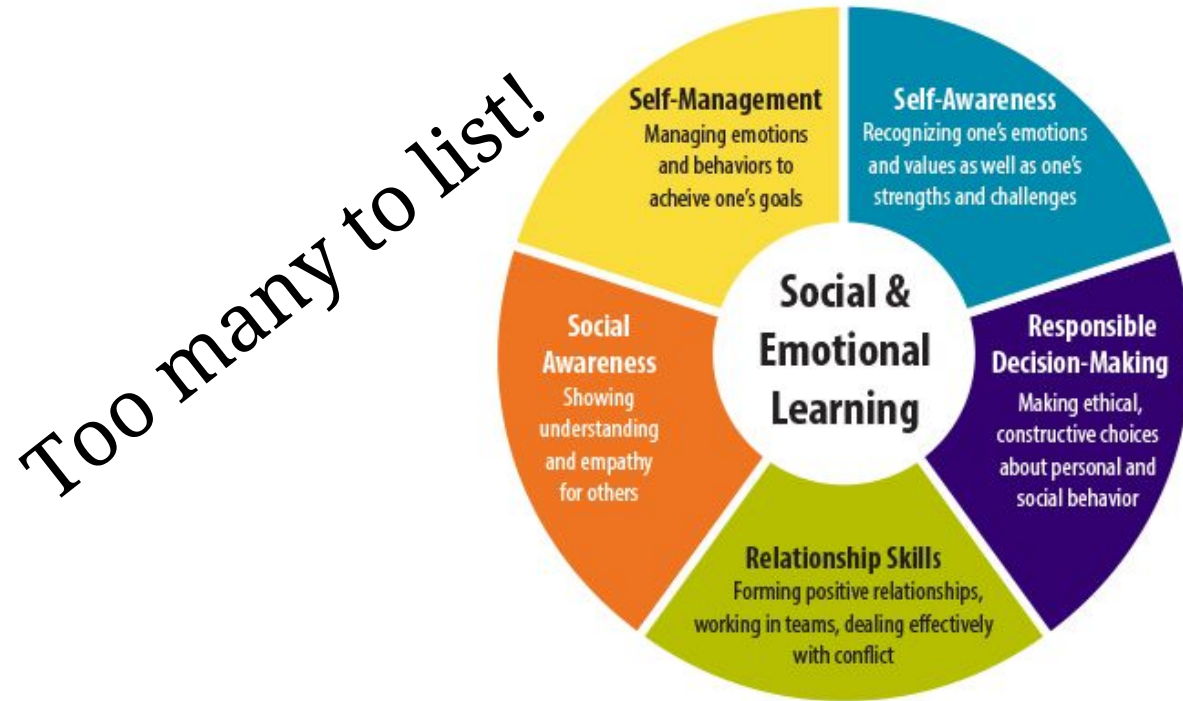 Too many to list!
Self-Management
Managing emotions
and behaviors to
acheive one's goals
Self-Awareness
Recognizing one's emotions
and values as well as one's
strengths and challenges
Social &
Emotional
Learning
Social
Awareness
Showing
understanding
and empathy
for others
Responsible
Decision-Making
Making ethical,
constructive choices
about personal and
social behavior
Relationship Skills
Forming positive relationships,
working in teams, dealing effectively
with conflict